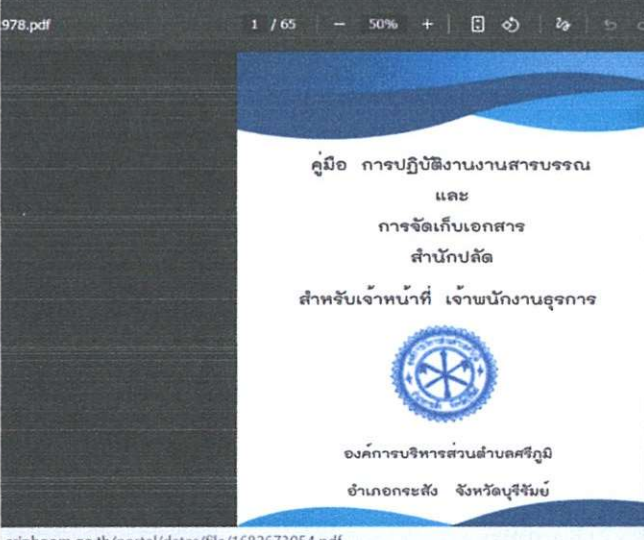 978.pdf 1 / 65 − 50% +
คู่มือ การปฏิบัติงานงานสารบรรณ
และ
การจัดเก็บเอกสาร
สำนักปลัด
สำหรับเจ้าหน้าที่ เจ้าพนักงานธุรการ
องค์การบริหารส่วนตำบลศรีภูมิ
อำเภอกระสัง จังหวัดบุรีรัมย์